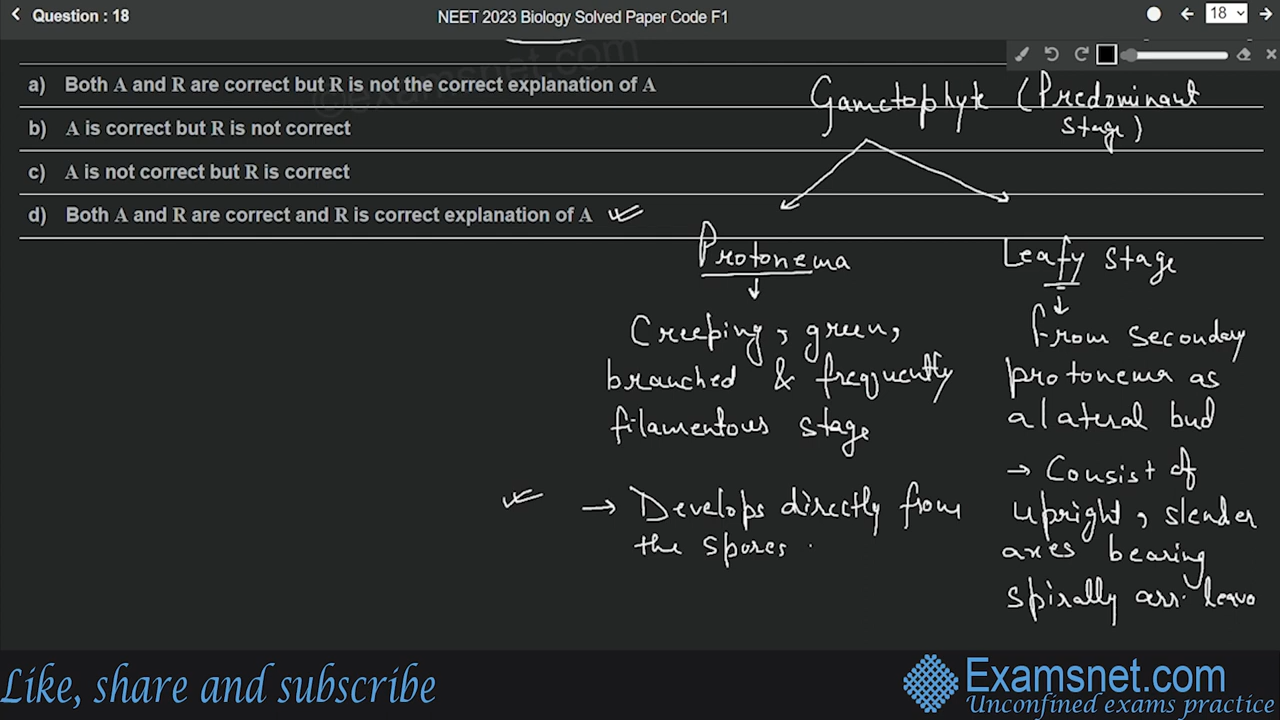 Question : 18
NEET 2023 Biology Solved Paper Code F1
18
©examsnet.com
a) Both A and R are correct but R is not the correct explanation of A
b) A is correct but R is not correct
c) A is not correct but R is correct
d) Both A and R are correct and R is correct explanation of A
Gametophyte (Predominant
stage)
Protonema
Creeping, green,
branched & frequently
filamentous stage
→ Develops directly from
the spores
Leafy stage
from secondary
protonema as
a lateral bud
→ Consist of
upright, slender
axes bearing
spirally arr. leave
Like, share and subscribe
Examsnet.com
Unconfined exams practice